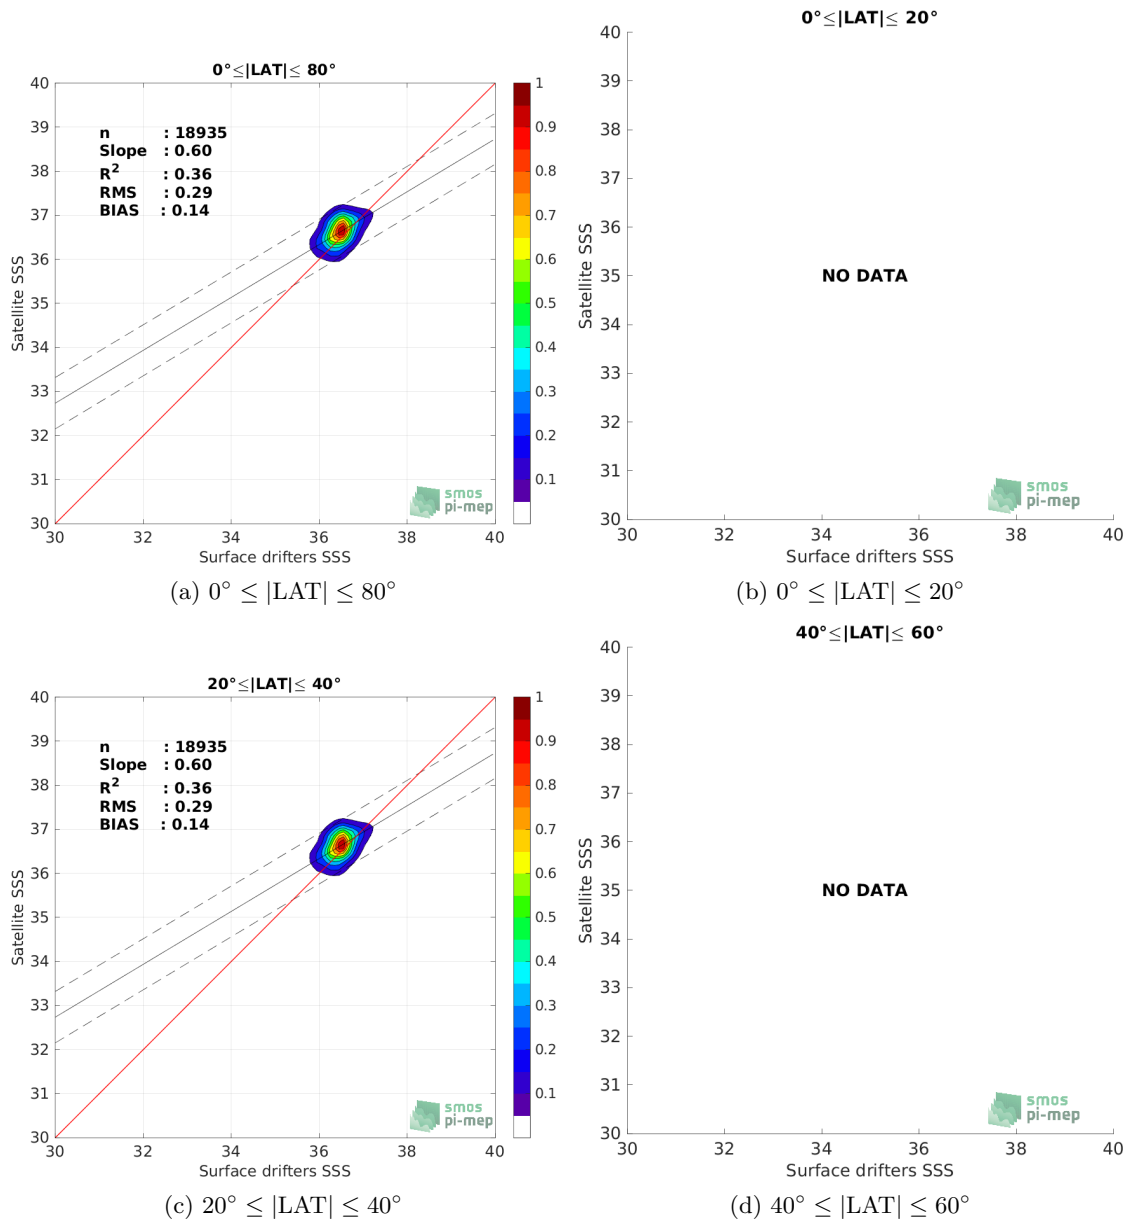 0°≤|LAT|≤ 80°
40
39
38
37
36
35
34
33
32
31
30
Satellite SSS
n : 18935
Slope : 0.60
R2 : 0.36
RMS : 0.29
BIAS : 0.14
smos
pi-mep
30 32 34 36 38 40
Surface drifters SSS
1
0.9
0.8
0.7
0.6
0.5
0.4
0.3
0.2
0.1
(a) 0° ≤ |LAT| ≤ 80°
0°≤|LAT|≤ 20°
40
39
38
37
36
35
34
33
32
31
30
Satellite SSS
NO DATA
smos
pi-mep
30 32 34 36 38 40
Surface drifters SSS
(b) 0° ≤ |LAT| ≤ 20°
20°≤|LAT|≤ 40°
40
39
38
37
36
35
34
33
32
31
30
Satellite SSS
n : 18935
Slope : 0.60
R2 : 0.36
RMS : 0.29
BIAS : 0.14
smos
pi-mep
30 32 34 36 38 40
Surface drifters SSS
1
0.9
0.8
0.7
0.6
0.5
0.4
0.3
0.2
0.1
(c) 20° ≤ |LAT| ≤ 40°
40°≤|LAT|≤ 60°
40
39
38
37
36
35
34
33
32
31
30
Satellite SSS
NO DATA
smos
pi-mep
30 32 34 36 38 40
Surface drifters SSS
(d) 40° ≤ |LAT| ≤ 60°